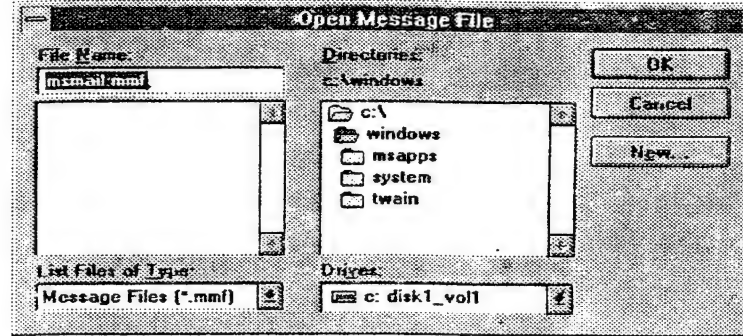 Open Message File
File Name:
msmail.mmf
List Files of Type:
Message Files (*.mmf)
Directories:
c:\windows
c:\
windows
msapps
system
twain
Drives:
c: disk1_vol1
OK
Cancel
New...